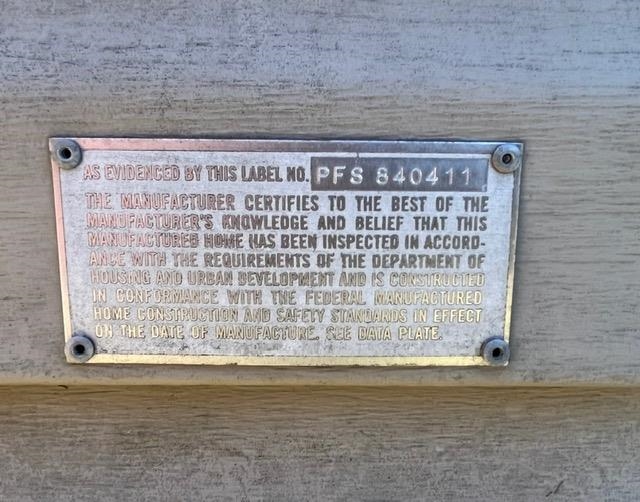 AS EVIDENCED BY THIS LABEL NO. PFS 840411
THE MANUFACTURER CERTIFIES TO THE BEST OF THE
MANUFACTURER'S KNOWLEDGE AND BELIEF THAT THIS
MANUFACTURED HOME HAS BEEN INSPECTED IN ACCORD-
ANCE WITH THE REQUIREMENTS OF THE DEPARTMENT OF
HOUSING AND URBAN DEVELOPMENT AND IS CONSTRUCTED
IN CONFORMANCE WITH THE FEDERAL MANUFACTURED
HOME CONSTRUCTION AND SAFETY STANDARDS IN EFFECT
ON THE DATE OF MANUFACTURE. SEE DATA PLATE.